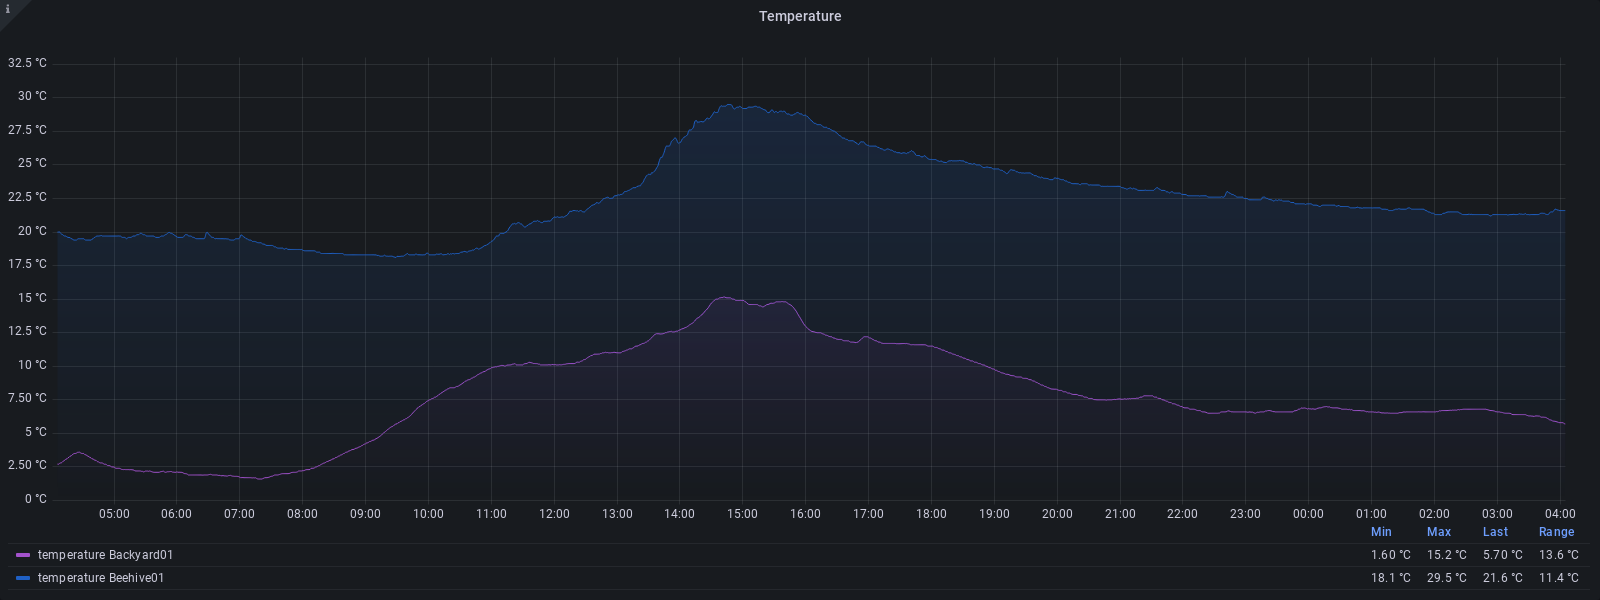 i
Temperature
32.5 °C
30 °C
27.5 °C
25 °C
22.5 °C
20 °C
17.5 °C
15 °C
12.5 °C
10 °C
7.50 °C
5 °C
2.50 °C
0 °C
05:00 06:00 07:00 08:00 09:00 10:00 11:00 12:00 13:00 14:00 15:00 16:00 17:00 18:00 19:00 20:00 21:00 22:00 23:00 00:00 01:00 02:00 03:00 04:00
Min Max Last Range
temperature Backyard01 1.60 °C 15.2 °C 5.70 °C 13.6 °C
temperature Beehive01 18.1 °C 29.5 °C 21.6 °C 11.4 °C